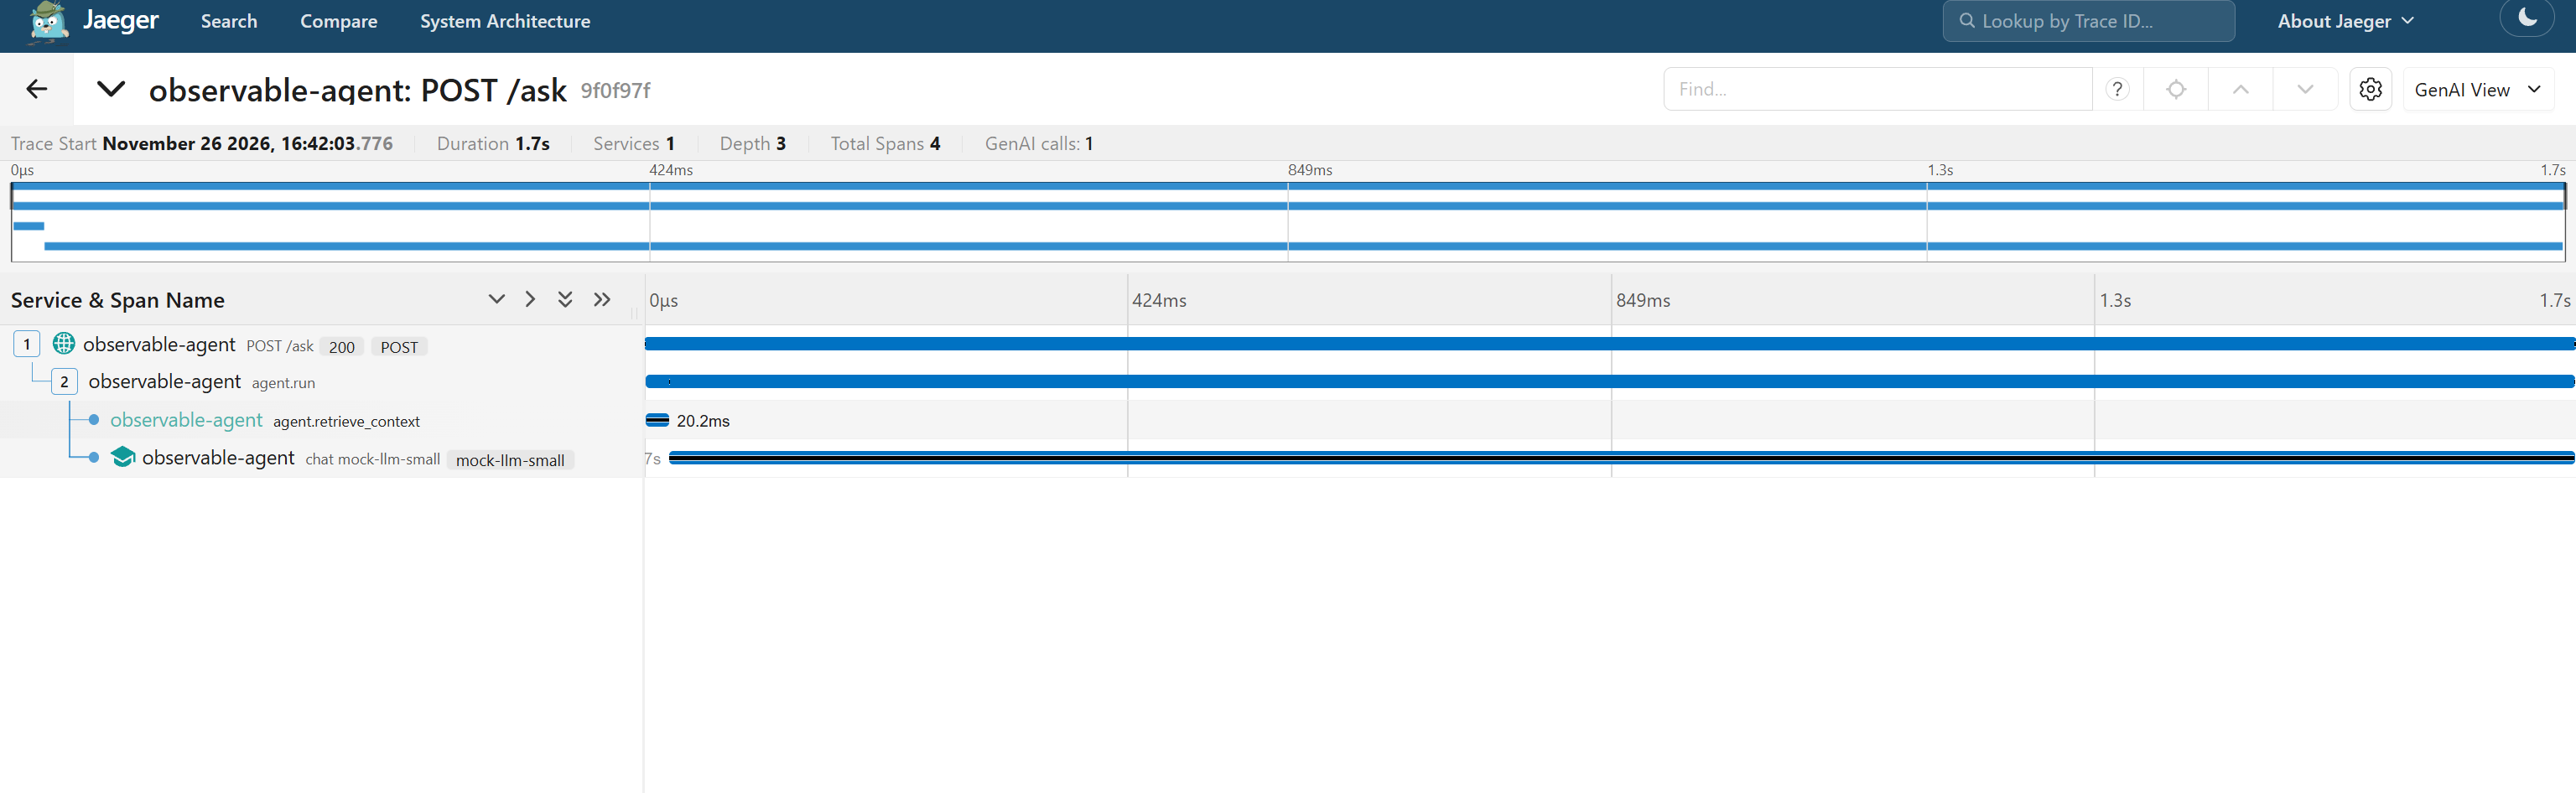 Jaeger Search Compare System Architecture Lookup by Trace ID... About Jaeger
observable-agent: POST /ask 9f0f97f Find... ? GenAI View
Trace Start November 26 2026, 16:42:03.776 Duration 1.7s Services 1 Depth 3 Total Spans 4 GenAI calls: 1
0μs 424ms 849ms 1.3s 1.7s
Service & Span Name 0μs 424ms 849ms 1.3s 1.7s
1 observable-agent POST /ask 200 POST
2 observable-agent agent.run
observable-agent agent.retrieve_context 20.2ms
observable-agent chat mock-llm-small mock-llm-small 7s